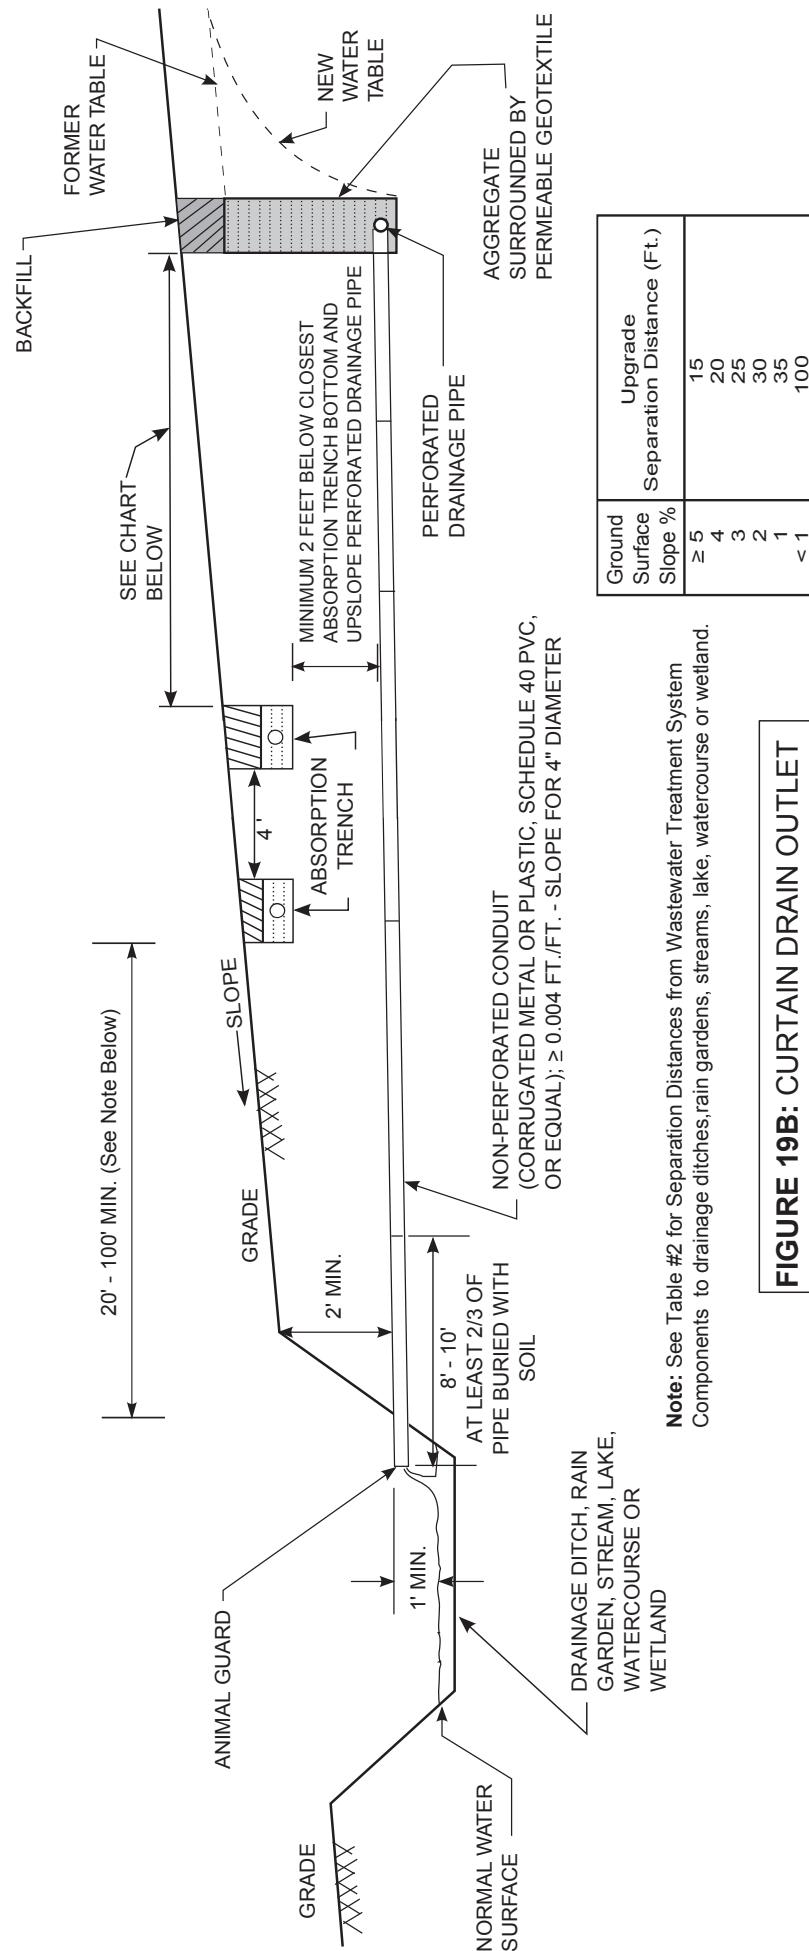 20' - 100' MIN. (See Note Below)
GRADE
NORMAL WATER
SURFACE
ANIMAL GUARD
1' MIN.
DRAINAGE DITCH, RAIN
GARDEN, STREAM, LAKE,
WATERCOURSE OR
WETLAND
GRADE
SLOPE
2' MIN.
8' - 10'
AT LEAST 2/3 OF
PIPE BURIED WITH
SOIL
4 '
ABSORPTION
TRENCH
NON-PERFORATED CONDUIT
(CORRUGATED METAL OR PLASTIC, SCHEDULE 40 PVC,
OR EQUAL); ≥ 0.004 FT./FT. - SLOPE FOR 4" DIAMETER
SEE CHART
BELOW
MINIMUM 2 FEET BELOW CLOSEST
ABSORPTION TRENCH BOTTOM AND
UPSLOPE PERFORATED DRAINAGE PIPE
BACKFILL
FORMER
WATER TABLE
NEW
WATER
TABLE
PERFORATED
DRAINAGE PIPE
AGGREGATE
SURROUNDED BY
PERMEABLE GEOTEXTILE
Note: See Table #2 for Separation Distances from Wastewater Treatment System
Components to drainage ditches,rain gardens, streams, lake, watercourse or wetland.
Ground
Surface
Slope %
Upgrade
Separation Distance (Ft.)
≥ 5 15
4 20
3 25
2 30
1 35
< 1 100
FIGURE 19B: CURTAIN DRAIN OUTLET